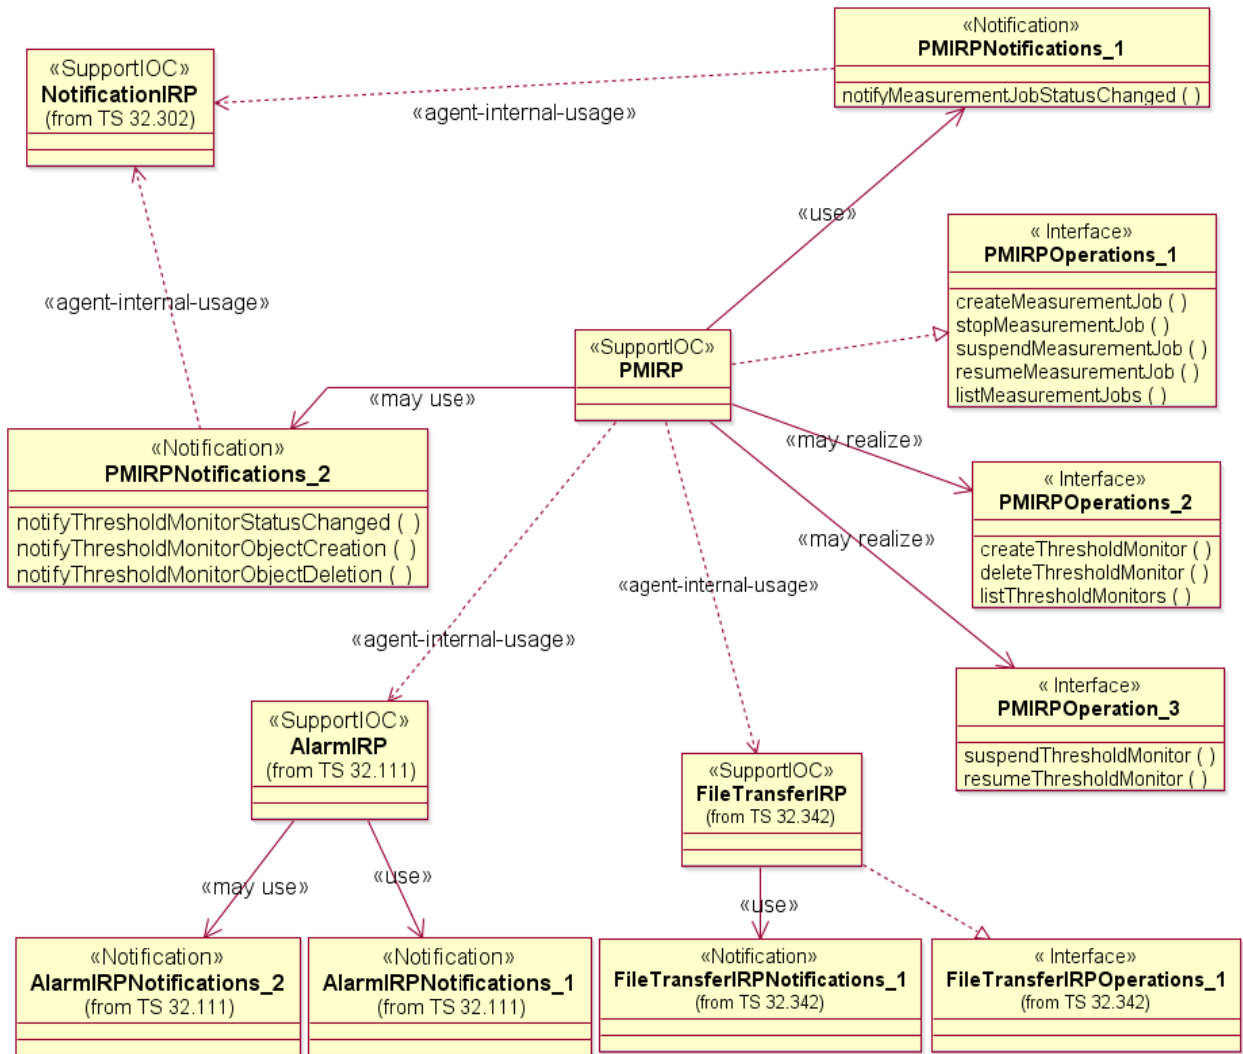 «Notification»
PMIRPNotifications_1
notifyMeasurementJobStatusChanged ( )
«SupportIOC»
NotificationIRP
(from TS 32.302)
«agent-internal-usage»
«use»
« Interface»
PMIRPOperations_1
createMeasurementJob ( )
stopMeasurementJob ( )
suspendMeasurementJob ( )
resumeMeasurementJob ( )
listMeasurementJobs ( )
«agent-internal-usage»
«SupportIOC»
PMIRP
«may use»
«Notification»
PMIRPNotifications_2
notifyThresholdMonitorStatusChanged ( )
notifyThresholdMonitorObjectCreation ( )
notifyThresholdMonitorObjectDeletion ( )
«may realize»
« Interface»
PMIRPOperations_2
createThresholdMonitor ( )
deleteThresholdMonitor ( )
listThresholdMonitors ( )
«may realize»
«agent-internal-usage»
«agent-internal-usage»
« Interface»
PMIRPOperation_3
suspendThresholdMonitor ( )
resumeThresholdMonitor ( )
«SupportIOC»
AlarmIRP
(from TS 32.111)
«SupportIOC»
FileTransferIRP
(from TS 32.342)
«may use»
«use»
«use»
«Notification»
AlarmIRPNotifications_2
(from TS 32.111)
«Notification»
AlarmIRPNotifications_1
(from TS 32.111)
«Notification»
FileTransferIRPNotifications_1
(from TS 32.342)
« Interface»
FileTransferIRPOperations_1
(from TS 32.342)